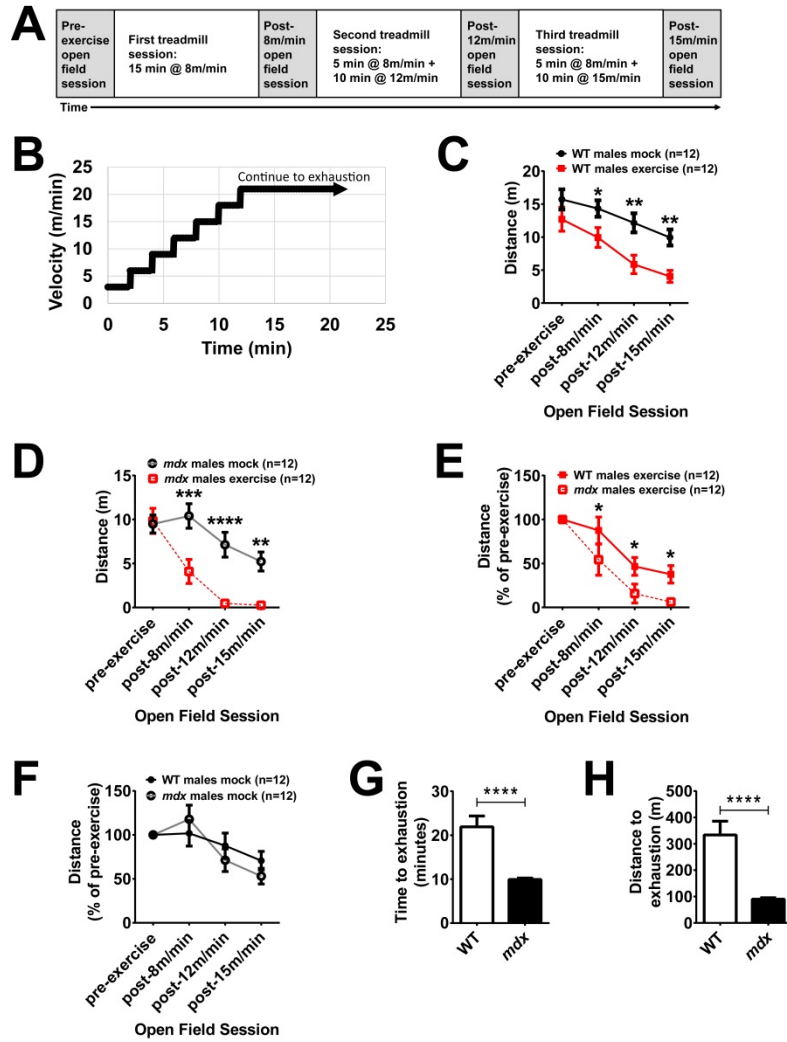 A
Pre-
exercise
open
field
session
First treadmill
session:
15 min @ 8m/min
Post-
8m/min
open
field
session
Second treadmill
session:
5 min @ 8m/min +
10 min @ 12m/min
Post-
12m/min
open
field
session
Third treadmill
session:
5 min @ 8m/min +
10 min @ 15m/min
Post-
15m/min
open
field
session
Time
B
Velocity (m/min)
25
20
15
10
5
0
Continue to exhaustion
0 5 10 15 20 25
Time (min)
C
WT males mock (n=12)
WT males exercise (n=12)
Distance (m)
20
15
10
5
0
* ** **
pre-exercise
post-8m/min
post-12m/min
post-15m/min
Open Field Session
D
mdx males mock (n=12)
mdx males exercise (n=12)
Distance (m)
15
10
5
0
*** **** **
pre-exercise
post-8m/min
post-12m/min
post-15m/min
Open Field Session
E
WT males exercise (n=12)
mdx males exercise (n=12)
Distance
(% of pre-exercise)
150
100
50
0
* * *
pre-exercise
post-8m/min
post-12m/min
post-15m/min
Open Field Session
F
WT males mock (n=12)
mdx males mock (n=12)
Distance
(% of pre-exercise)
150
100
50
0
pre-exercise
post-8m/min
post-12m/min
post-15m/min
Open Field Session
G
Time to exhaustion
(minutes)
30
20
10
0
****
WT
mdx
H
Distance to
exhaustion (m)
500
400
300
200
100
0
****
WT
mdx